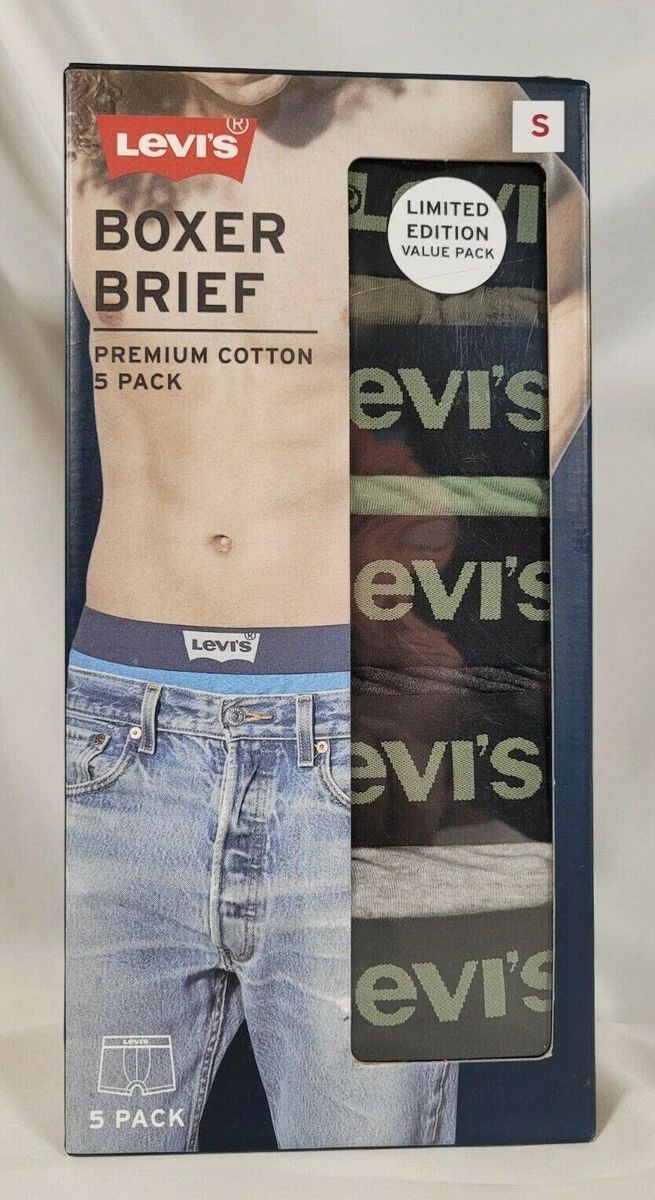 LEVI'S®
S
BOXER
BRIEF
PREMIUM COTTON
5 PACK
LIMITED
EDITION
VALUE PACK
evi's
evi's
evi's
evi's
LEVI'S®
Levi's
5 PACK